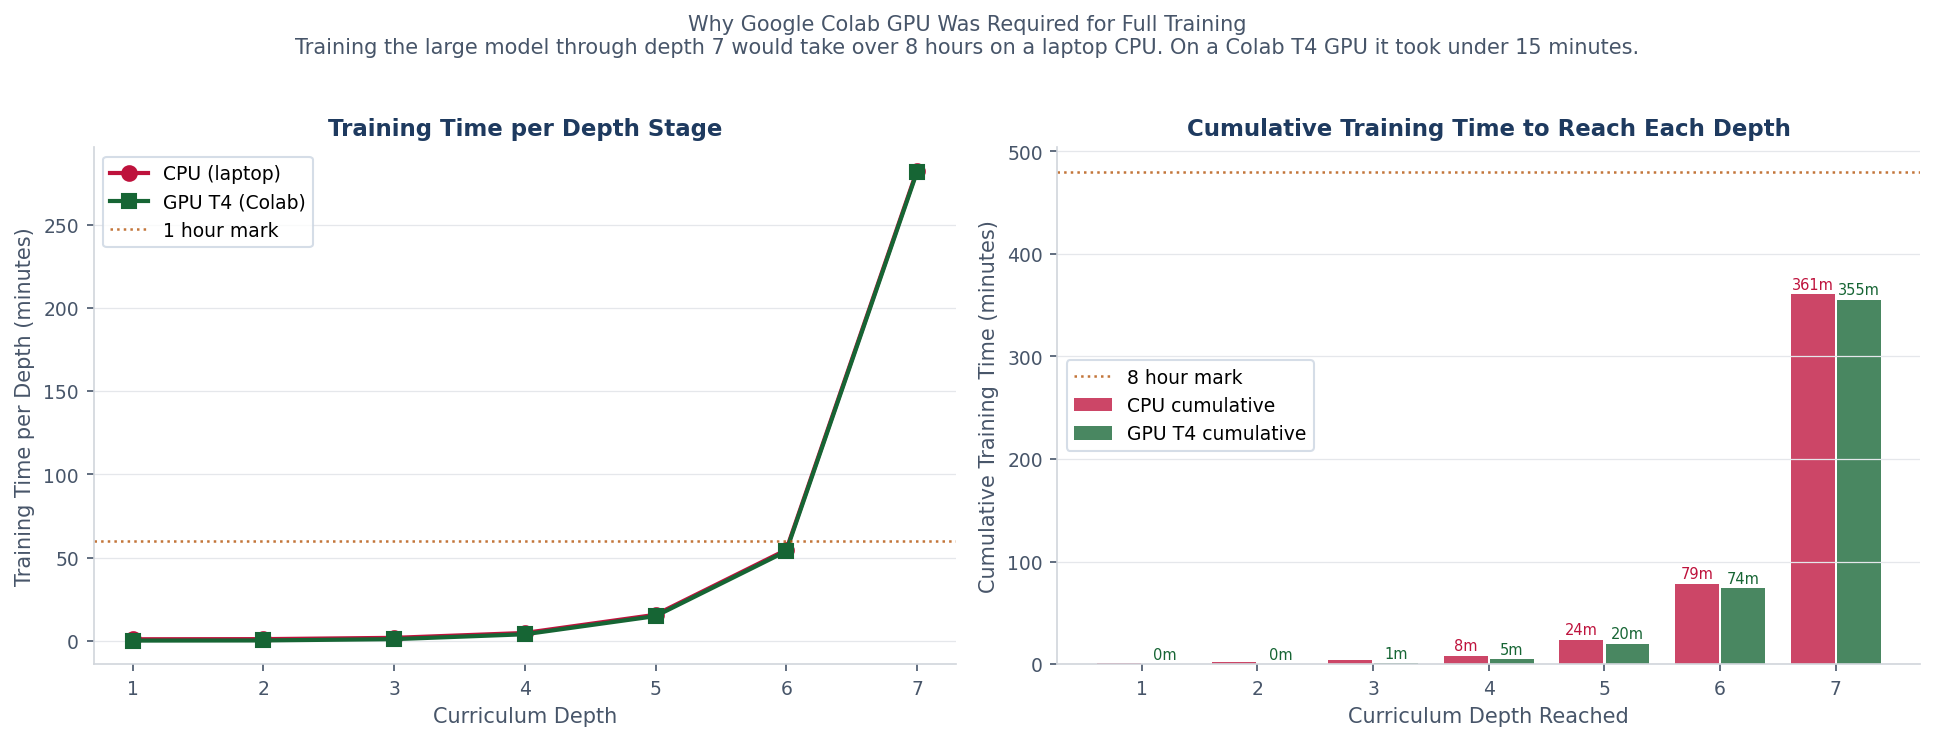 Why Google Colab GPU Was Required for Full Training
Training the large model through depth 7 would take over 8 hours on a laptop CPU. On a Colab T4 GPU it took under 15 minutes.
Training Time per Depth Stage
CPU (laptop)
GPU T4 (Colab)
1 hour mark
Training Time per Depth (minutes)
250
200
150
100
50
0
1 2 3 4 5 6 7
Curriculum Depth
Cumulative Training Time to Reach Each Depth
8 hour mark
CPU cumulative
GPU T4 cumulative
Cumulative Training Time (minutes)
500
400
300
200
100
0
0m
0m
1m
8m
5m
24m
20m
79m
74m
361m
355m
1 2 3 4 5 6 7
Curriculum Depth Reached